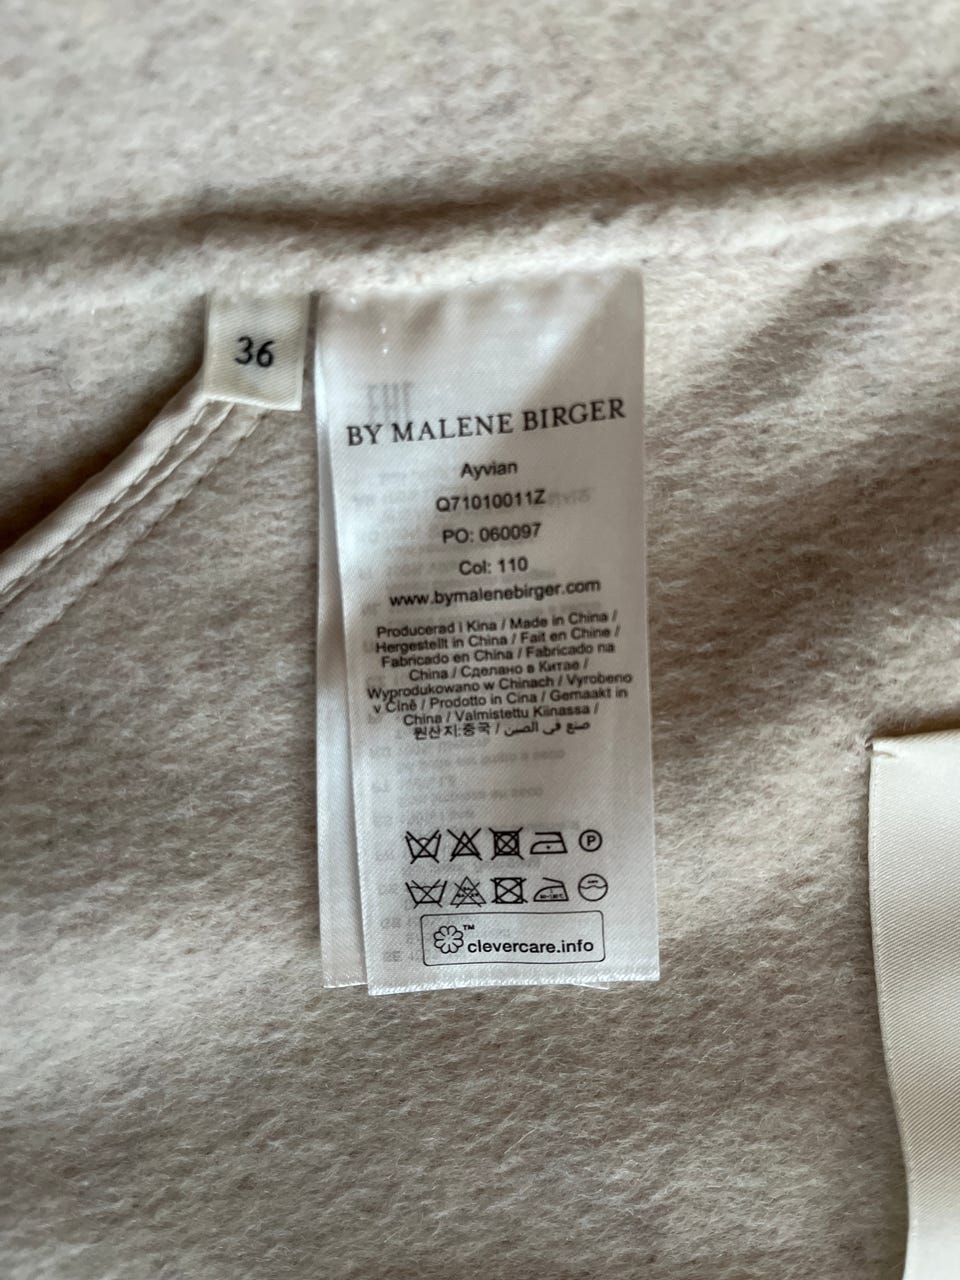 36
BY MALENE BIRGER
Ayvian
Q71010011Z
PO: 060097
Col: 110
www.bymalenebirger.com
Producerad i Kina / Made in China /
Hergestellt in China / Fait en Chine /
Fabricado en China / Fabricado na
China / Сделано в Китае /
Wyprodukowano w Chinach / Vyrobeno
v Číně / Prodotto in Cina / Gemaakt in
China / Valmistettu Kiinassa /
원산지:중국 / صنع في الصين
P
clevercare.info™